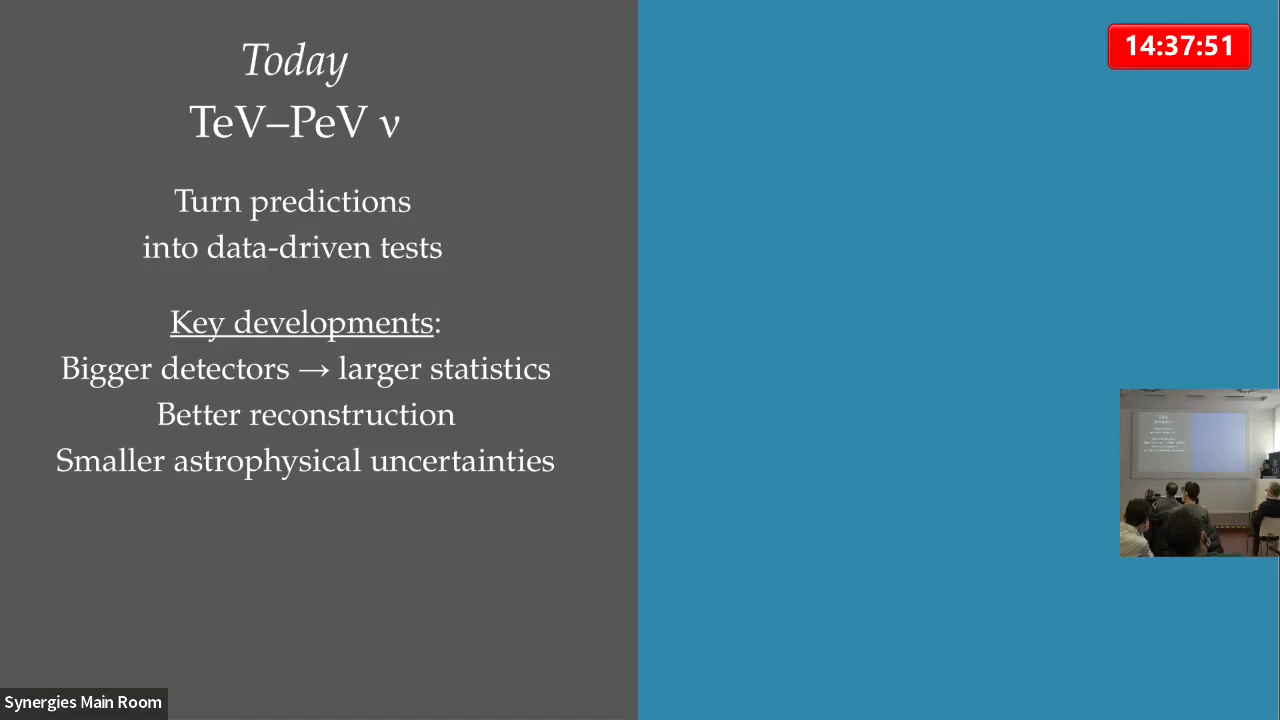 Today
TeV–PeV ν
Turn predictions
into data-driven tests
Key developments:
Bigger detectors → larger statistics
Better reconstruction
Smaller astrophysical uncertainties
14:37:51
Synergies Main Room